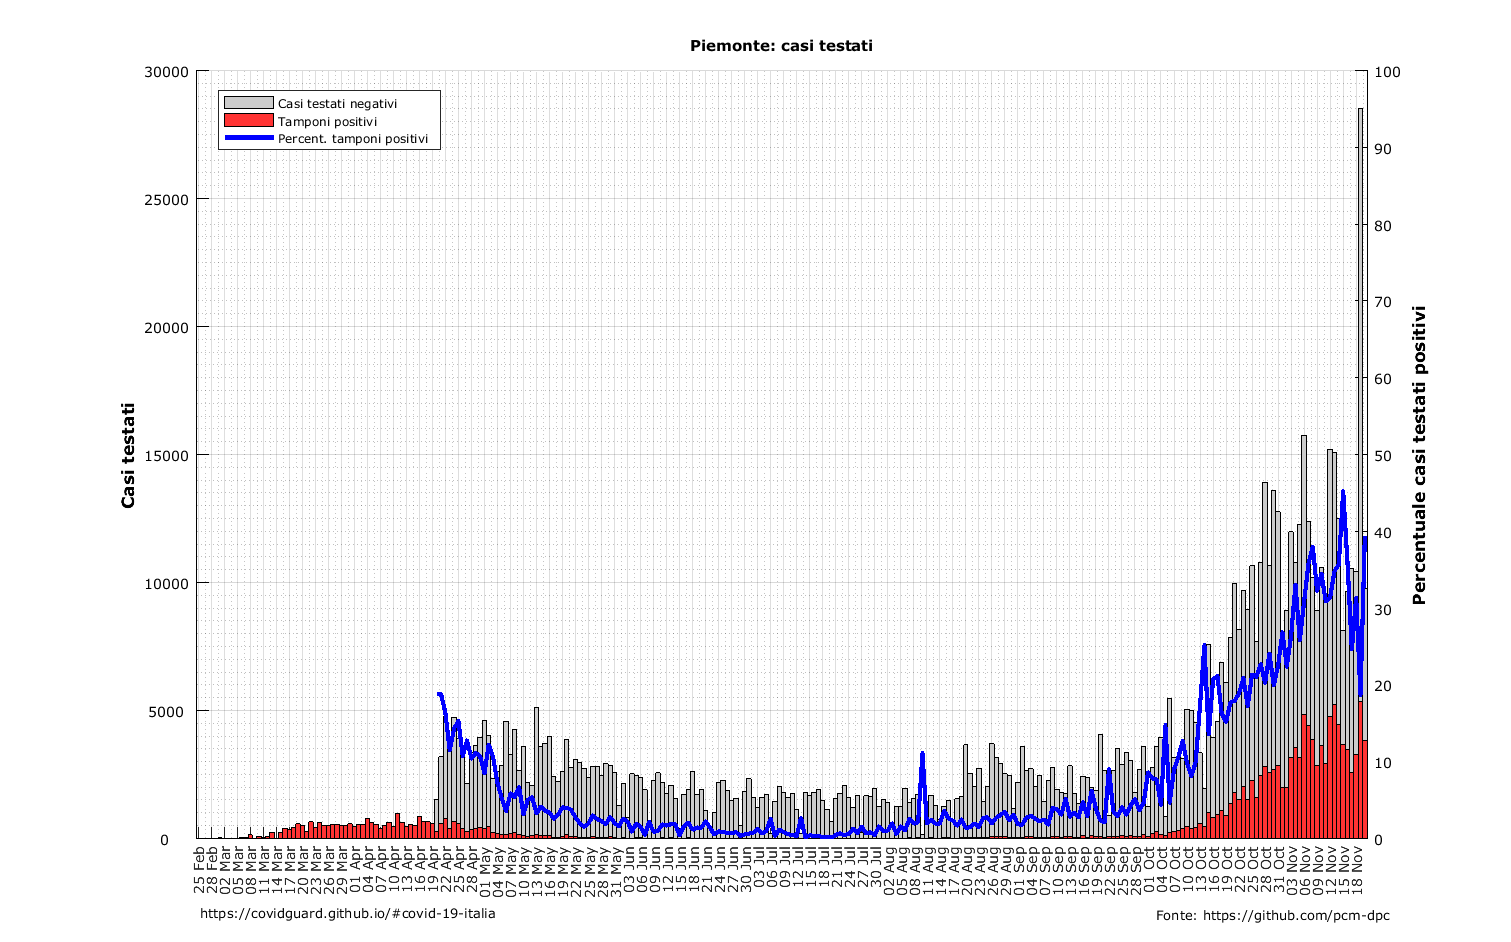 Piemonte: casi testati
Casi testati negativi
Tamponi positivi
Percent. tamponi positivi
30000
25000
20000
15000
10000
5000
0
Casi testati
100
90
80
70
60
50
40
30
20
10
0
Percentuale casi testati positivi
25 Feb
28 Feb
02 Mar
05 Mar
08 Mar
11 Mar
14 Mar
17 Mar
20 Mar
23 Mar
26 Mar
29 Mar
01 Apr
04 Apr
07 Apr
10 Apr
13 Apr
16 Apr
19 Apr
22 Apr
25 Apr
28 Apr
01 May
04 May
07 May
10 May
13 May
16 May
19 May
22 May
25 May
28 May
31 May
03 Jun
06 Jun
09 Jun
12 Jun
15 Jun
18 Jun
21 Jun
24 Jun
27 Jun
30 Jun
03 Jul
06 Jul
09 Jul
12 Jul
15 Jul
18 Jul
21 Jul
24 Jul
27 Jul
30 Jul
02 Aug
05 Aug
08 Aug
11 Aug
14 Aug
17 Aug
20 Aug
23 Aug
26 Aug
29 Aug
01 Sep
04 Sep
07 Sep
10 Sep
13 Sep
16 Sep
19 Sep
22 Sep
25 Sep
28 Sep
01 Oct
04 Oct
07 Oct
10 Oct
13 Oct
16 Oct
19 Oct
22 Oct
25 Oct
28 Oct
31 Oct
03 Nov
06 Nov
09 Nov
12 Nov
15 Nov
18 Nov
https://covidguard.github.io/#covid-19-italia
Fonte: https://github.com/pcm-dpc